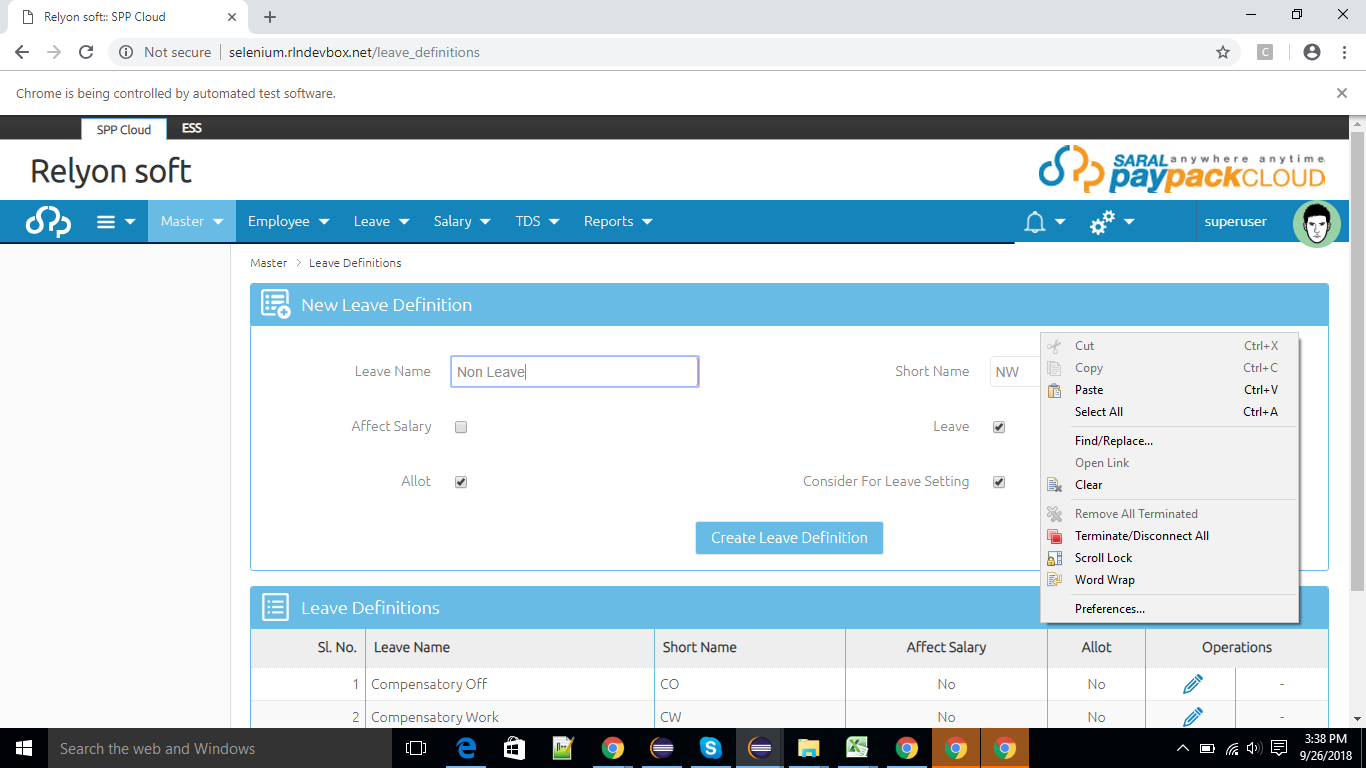 Relyon soft:: SPP Cloud
Not secure selenium.rlndevbox.net/leave_definitions
Chrome is being controlled by automated test software.
SPP Cloud ESS
Relyon soft
SARAL anywhere anytime
paypackCLOUD
Master Employee Leave Salary TDS Reports superuser
Master > Leave Definitions
New Leave Definition
Leave Name Non Leave Short Name NW
Affect Salary Leave
Allot Consider For Leave Setting
Create Leave Definition
Cut Ctrl+X
Copy Ctrl+C
Paste Ctrl+V
Select All Ctrl+A
Find/Replace...
Open Link
Clear
Remove All Terminated
Terminate/Disconnect All
Scroll Lock
Word Wrap
Preferences...
Leave Definitions
Sl. No. Leave Name Short Name Affect Salary Allot Operations
1 Compensatory Off CO No No -
2 Compensatory Work CW No No -
Search the web and Windows
3:38 PM
9/26/2018